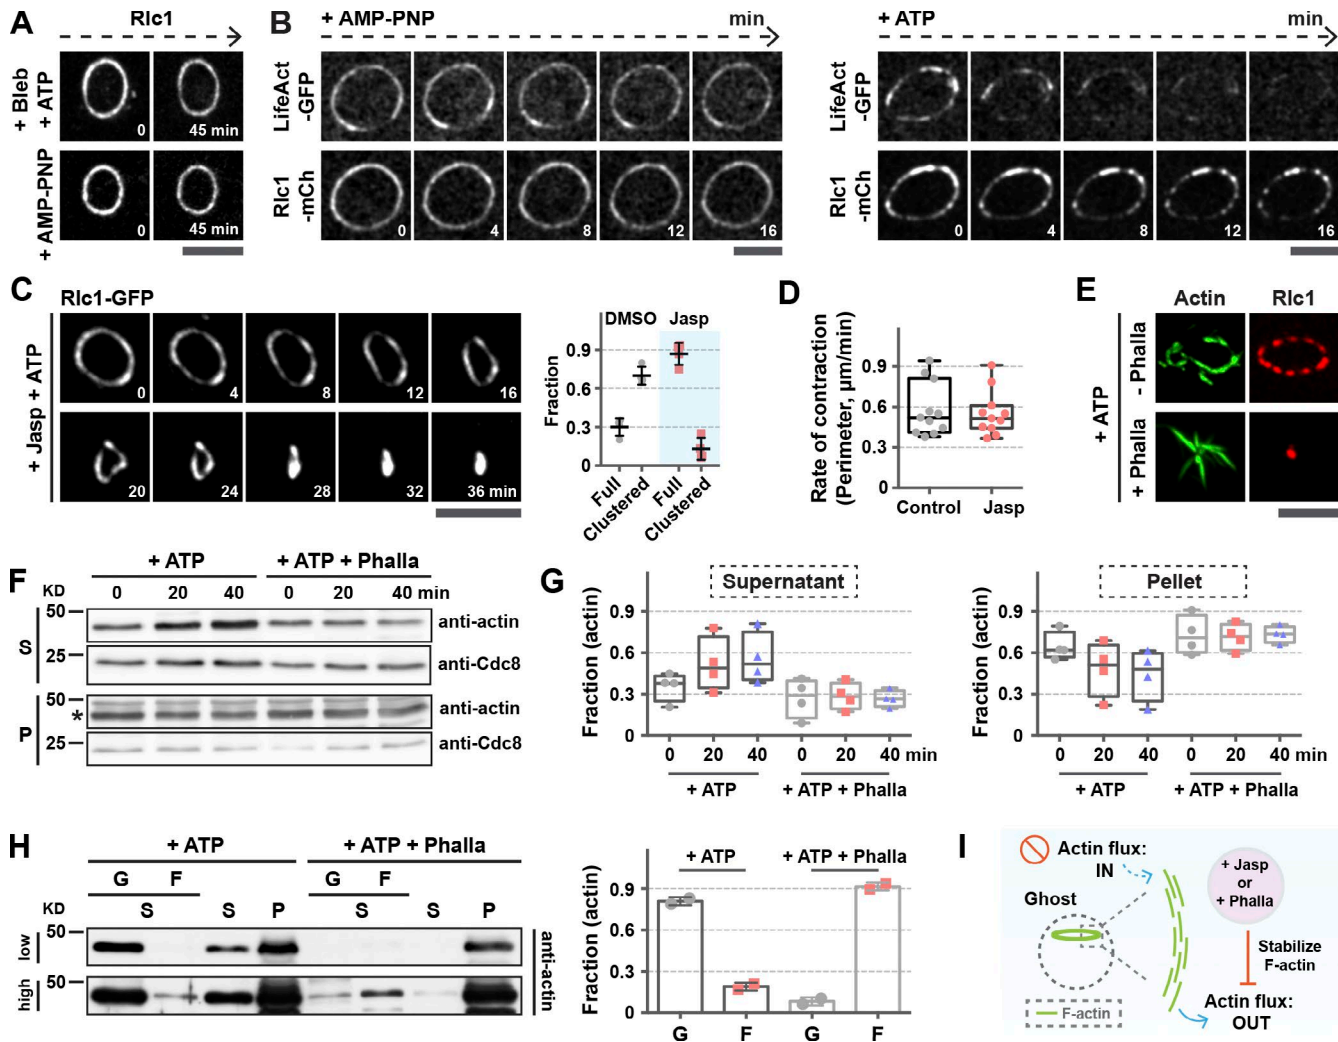 A
Rlc1
+ Bleb
+ ATP
0
45 min
+ AMP-PNP
0
45 min
B
+ AMP-PNP
min
LifeAct
-GFP
Rlc1
-mCh
0
4
8
12
16
+ ATP
min
LifeAct
-GFP
Rlc1
-mCh
0
4
8
12
16
C
Rlc1-GFP
+ Jasp + ATP
0
4
8
12
16
20
24
28
32
36 min
DMSO
Jasp
Fraction
0.9
0.6
0.3
0
Full
Clustered
Full
Clustered
D
Rate of contraction
(Perimeter, µm/min)
0.9
0.6
0.3
0
Control
Jasp
E
Actin
Rlc1
+ ATP
- Phalla
+ Phalla
F
+ ATP
+ ATP + Phalla
KD
0
20
40
0
20
40 min
S
50
anti-actin
25
anti-Cdc8
P
50
*
anti-actin
25
anti-Cdc8
G
Supernatant
Fraction (actin)
0.9
0.6
0.3
0
0
20
40
0
20
40 min
+ ATP
+ ATP + Phalla
Pellet
Fraction (actin)
0.9
0.6
0.3
0
0
20
40
0
20
40 min
+ ATP
+ ATP + Phalla
H
+ ATP
+ ATP + Phalla
G
F
G
F
KD
S
S
P
S
S
P
low
50
high
50
anti-actin
+ ATP
+ ATP + Phalla
Fraction (actin)
0.9
0.6
0.3
0
G
F
G
F
I
Actin flux:
IN
Ghost
+ Jasp
or
+ Phalla
Stabilize
F-actin
F-actin
Actin flux:
OUT